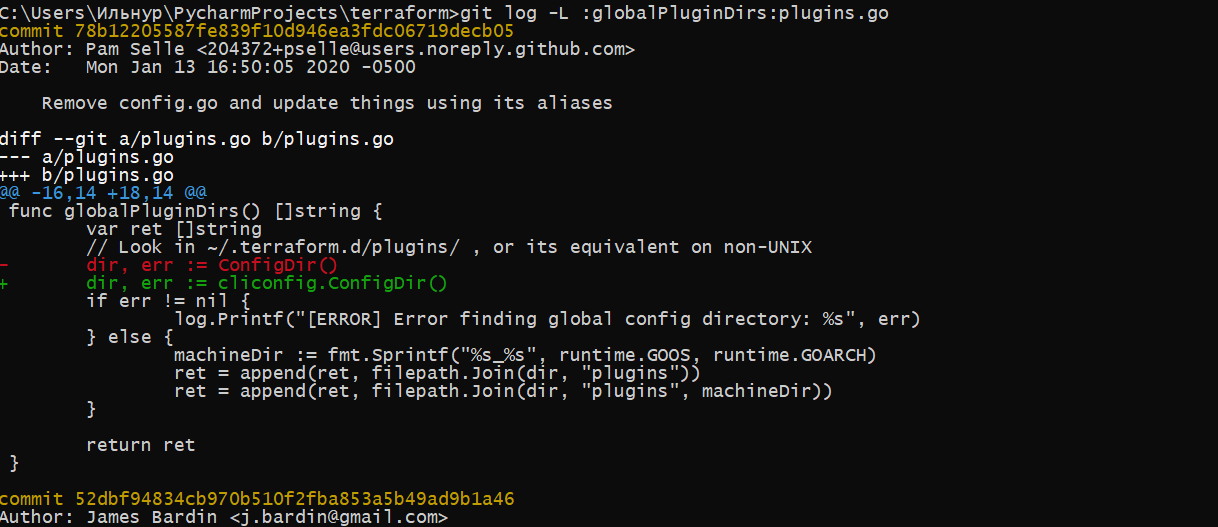 C:\Users\Ильнур\PycharmProjects\terraform>git log -L :globalPluginDirs:plugins.go
commit 78b12205587fe839f10d946ea3fdc06719decb05
Author: Pam Selle <204372+pselle@users.noreply.github.com>
Date:   Mon Jan 13 16:50:05 2020 -0500

    Remove config.go and update things using its aliases

diff --git a/plugins.go b/plugins.go
--- a/plugins.go
+++ b/plugins.go
@@ -16,14 +18,14 @@
 func globalPluginDirs() []string {
        var ret []string
        // Look in ~/.terraform.d/plugins/ , or its equivalent on non-UNIX
-       dir, err := ConfigDir()
+       dir, err := cliconfig.ConfigDir()
        if err != nil {
                log.Printf("[ERROR] Error finding global config directory: %s", err)
        } else {
                machineDir := fmt.Sprintf("%s_%s", runtime.GOOS, runtime.GOARCH)
                ret = append(ret, filepath.Join(dir, "plugins"))
                ret = append(ret, filepath.Join(dir, "plugins", machineDir))
        }

        return ret
 }

commit 52dbf94834cb970b510f2fba853a5b49ad9b1a46
Author: James Bardin <j.bardin@gmail.com>